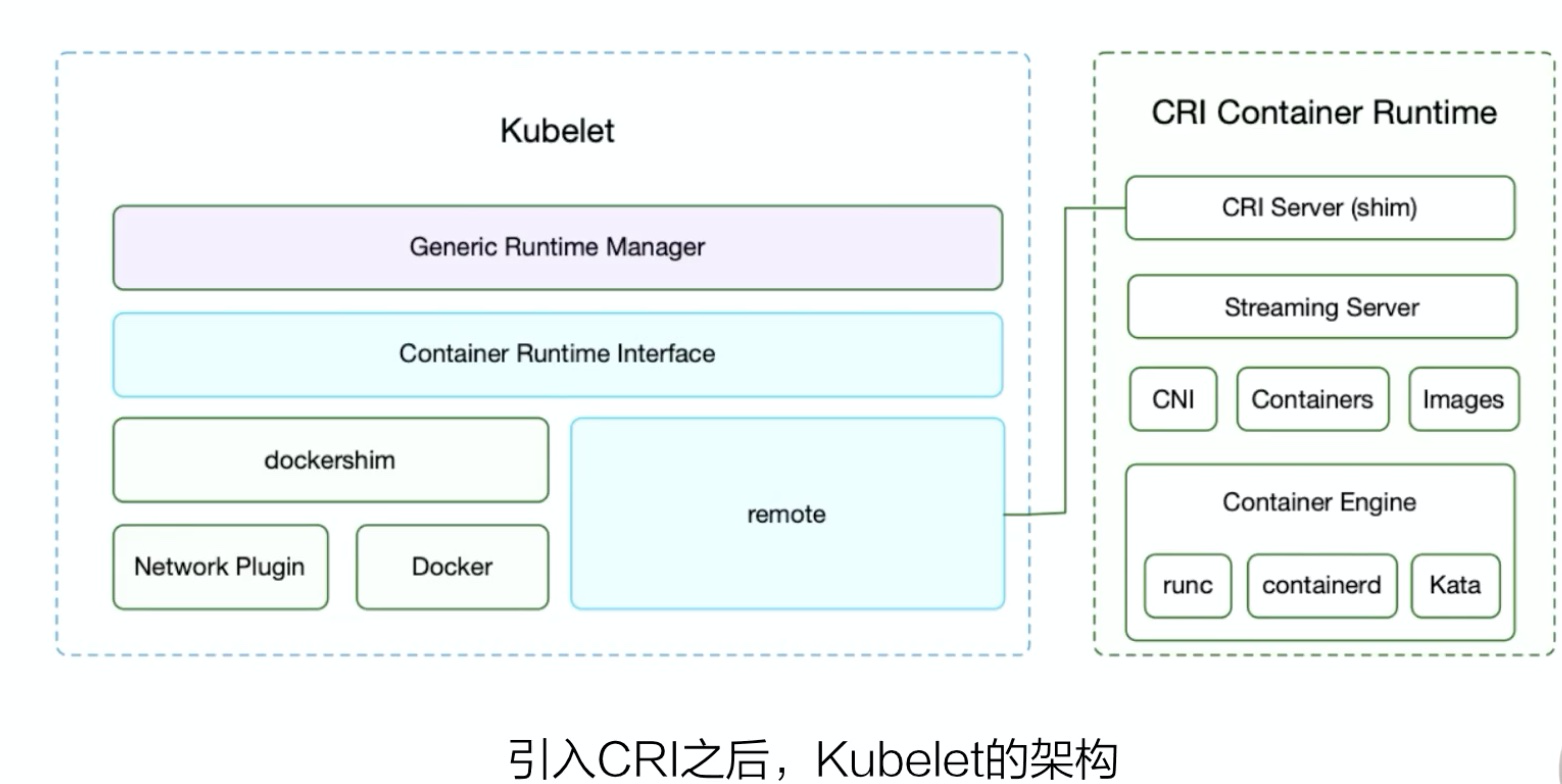 Kubelet
Generic Runtime Manager
Container Runtime Interface
dockershim
Network Plugin
Docker
remote
CRI Container Runtime
CRI Server (shim)
Streaming Server
CNI
Containers
Images
Container Engine
runc
containerd
Kata
引入CRI之后，Kubelet的架构